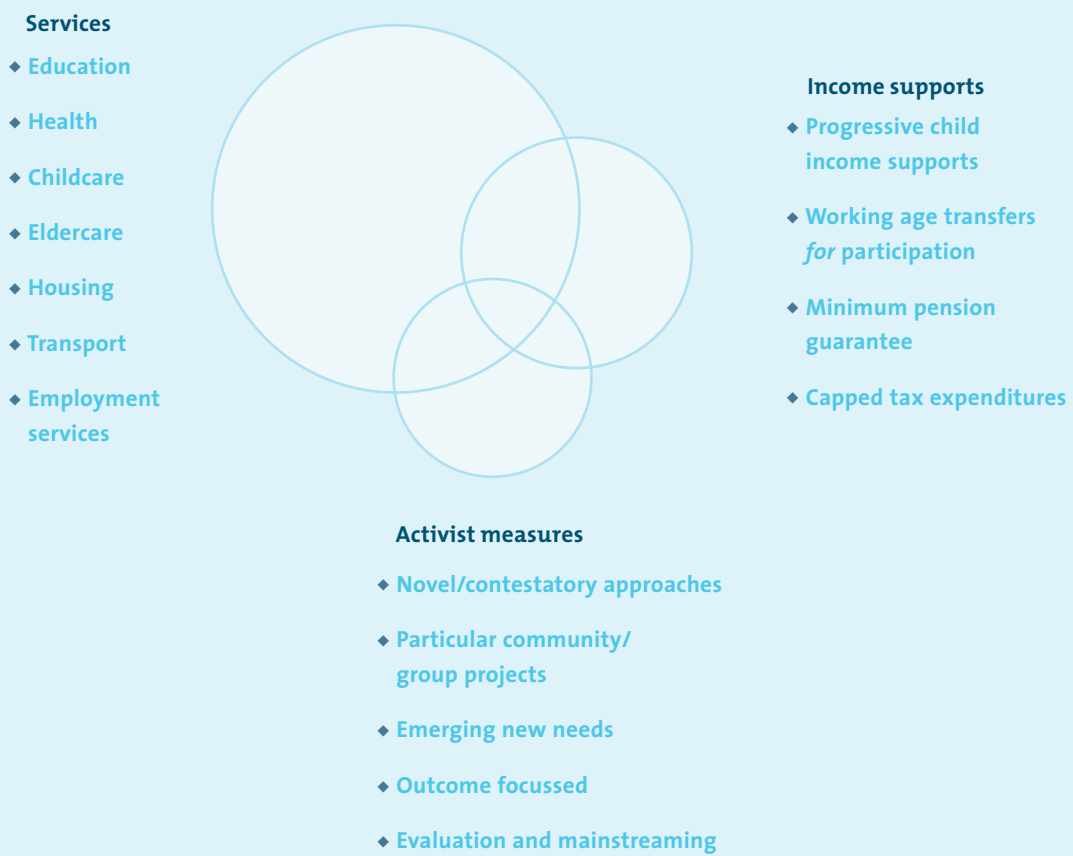 Services
◆ Education
◆ Health
◆ Childcare
◆ Eldercare
◆ Housing
◆ Transport
◆ Employment
services
Income supports
◆ Progressive child
income supports
◆ Working age transfers
for participation
◆ Minimum pension
guarantee
◆ Capped tax expenditures
Activist measures
◆ Novel/contestatory approaches
◆ Particular community/
group projects
◆ Emerging new needs
◆ Outcome focussed
◆ Evaluation and mainstreaming